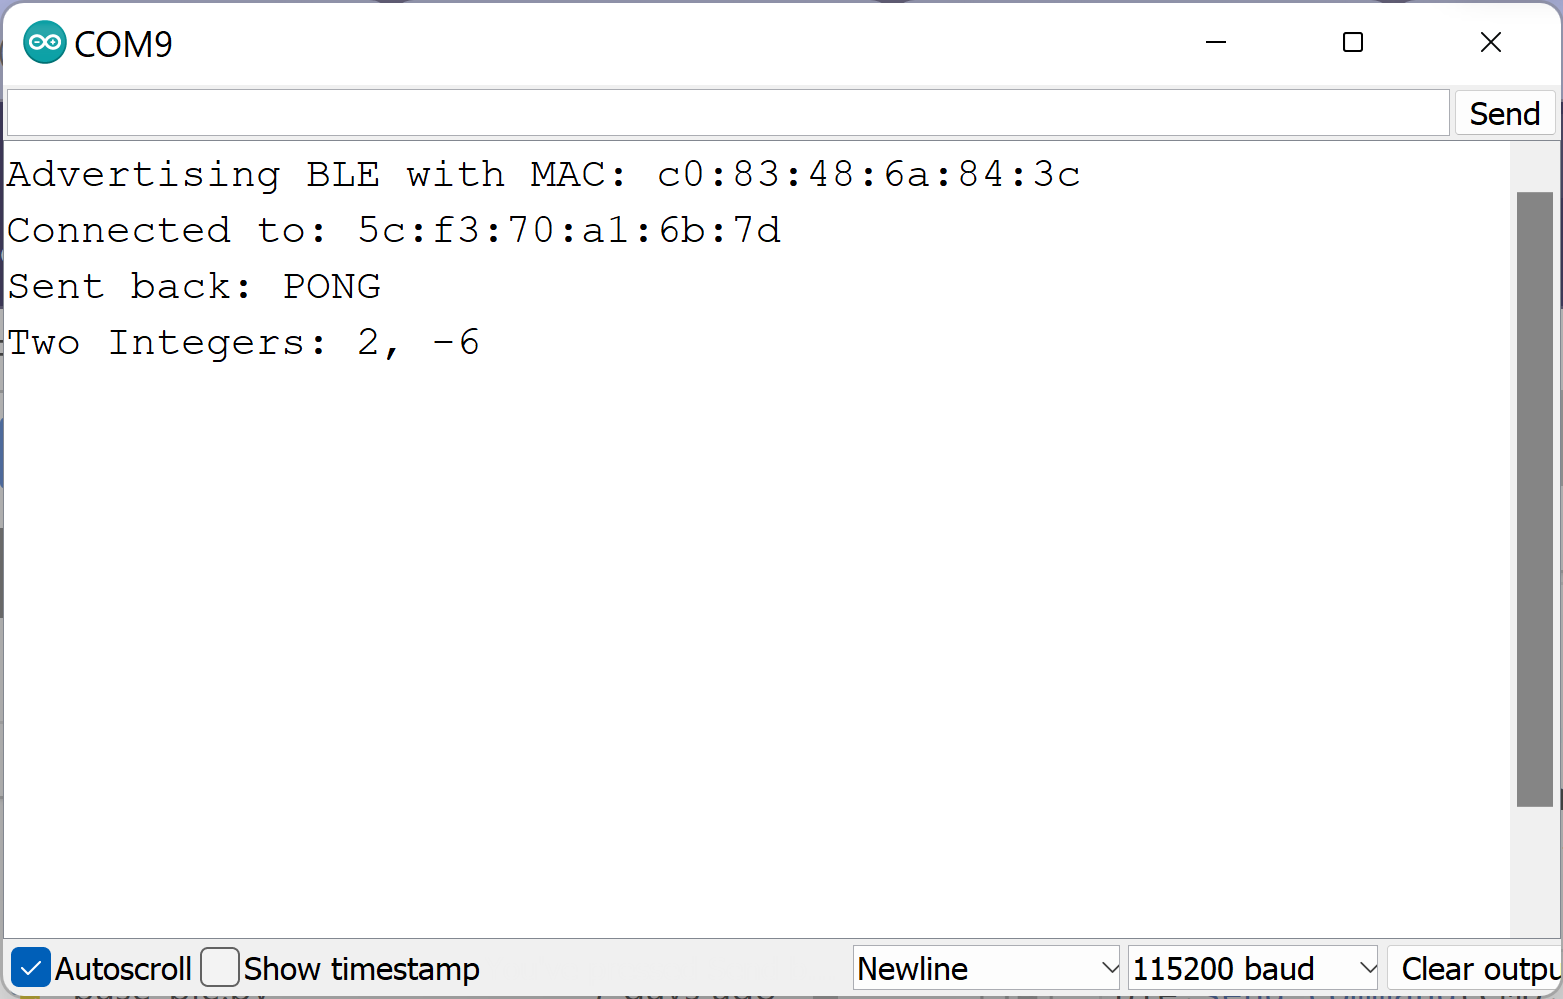 COM9
Send
Advertising BLE with MAC: c0:83:48:6a:84:3c
Connected to: 5c:f3:70:a1:6b:7d
Sent back: PONG
Two Integers: 2, -6
Autoscroll Show timestamp Newline 115200 baud Clear outpu